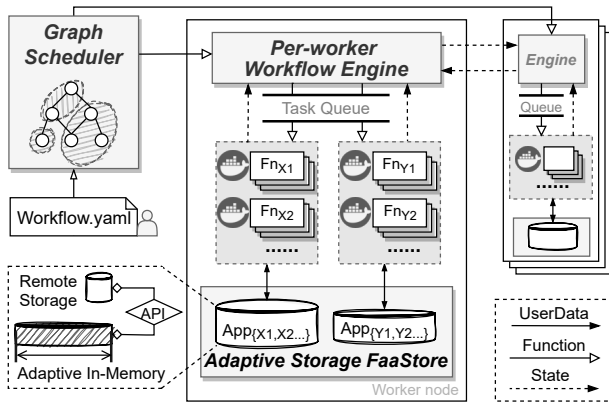 Graph
Scheduler
Workflow.yaml
Per-worker
Workflow Engine
Task Queue
FnX1
FnX2
......
FnY1
FnY2
......
App{X1,X2...}
App{Y1,Y2...}
Adaptive Storage FaaStore
Worker node
Remote
Storage
API
Adaptive In-Memory
Engine
Queue
......
UserData
Function
State